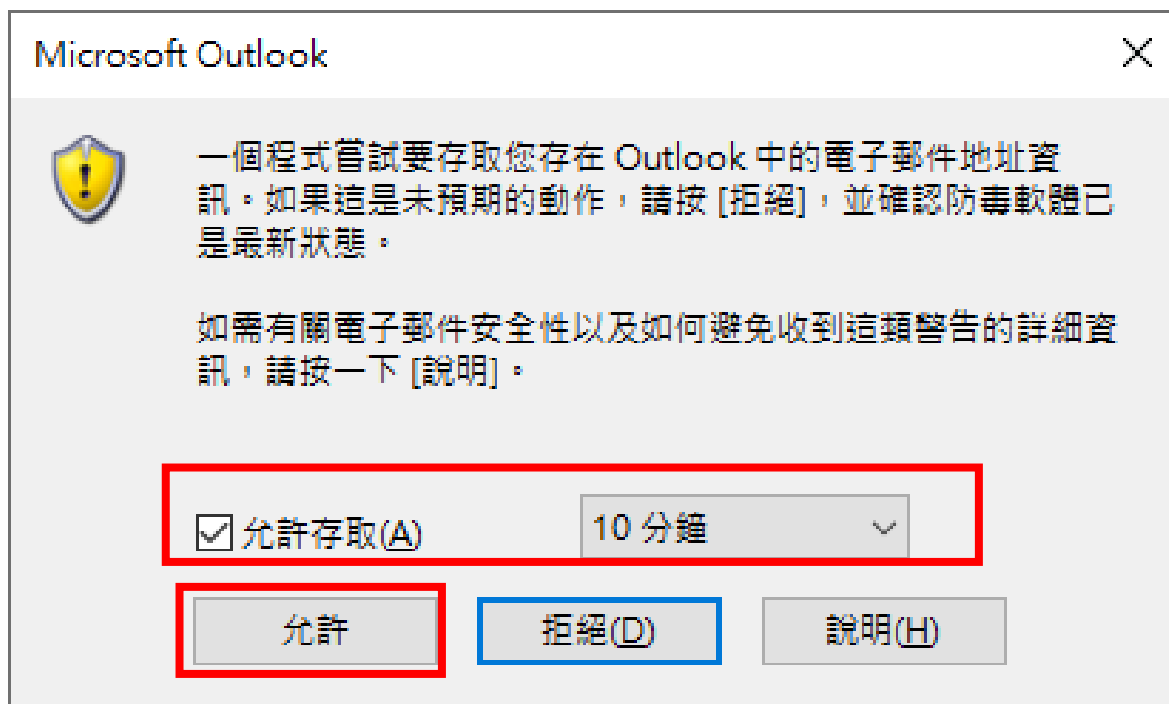 Microsoft Outlook
一個程式嘗試要存取您存在 Outlook 中的電子郵件地址資
訊。如果這是未預期的動作，請按 [拒絕]，並確認防毒軟體已
是最新狀態。
如需有關電子郵件安全性以及如何避免收到這類警告的詳細資
訊，請按一下 [說明]。
允許存取(A) 10 分鐘
允許 拒絕(D) 說明(H)